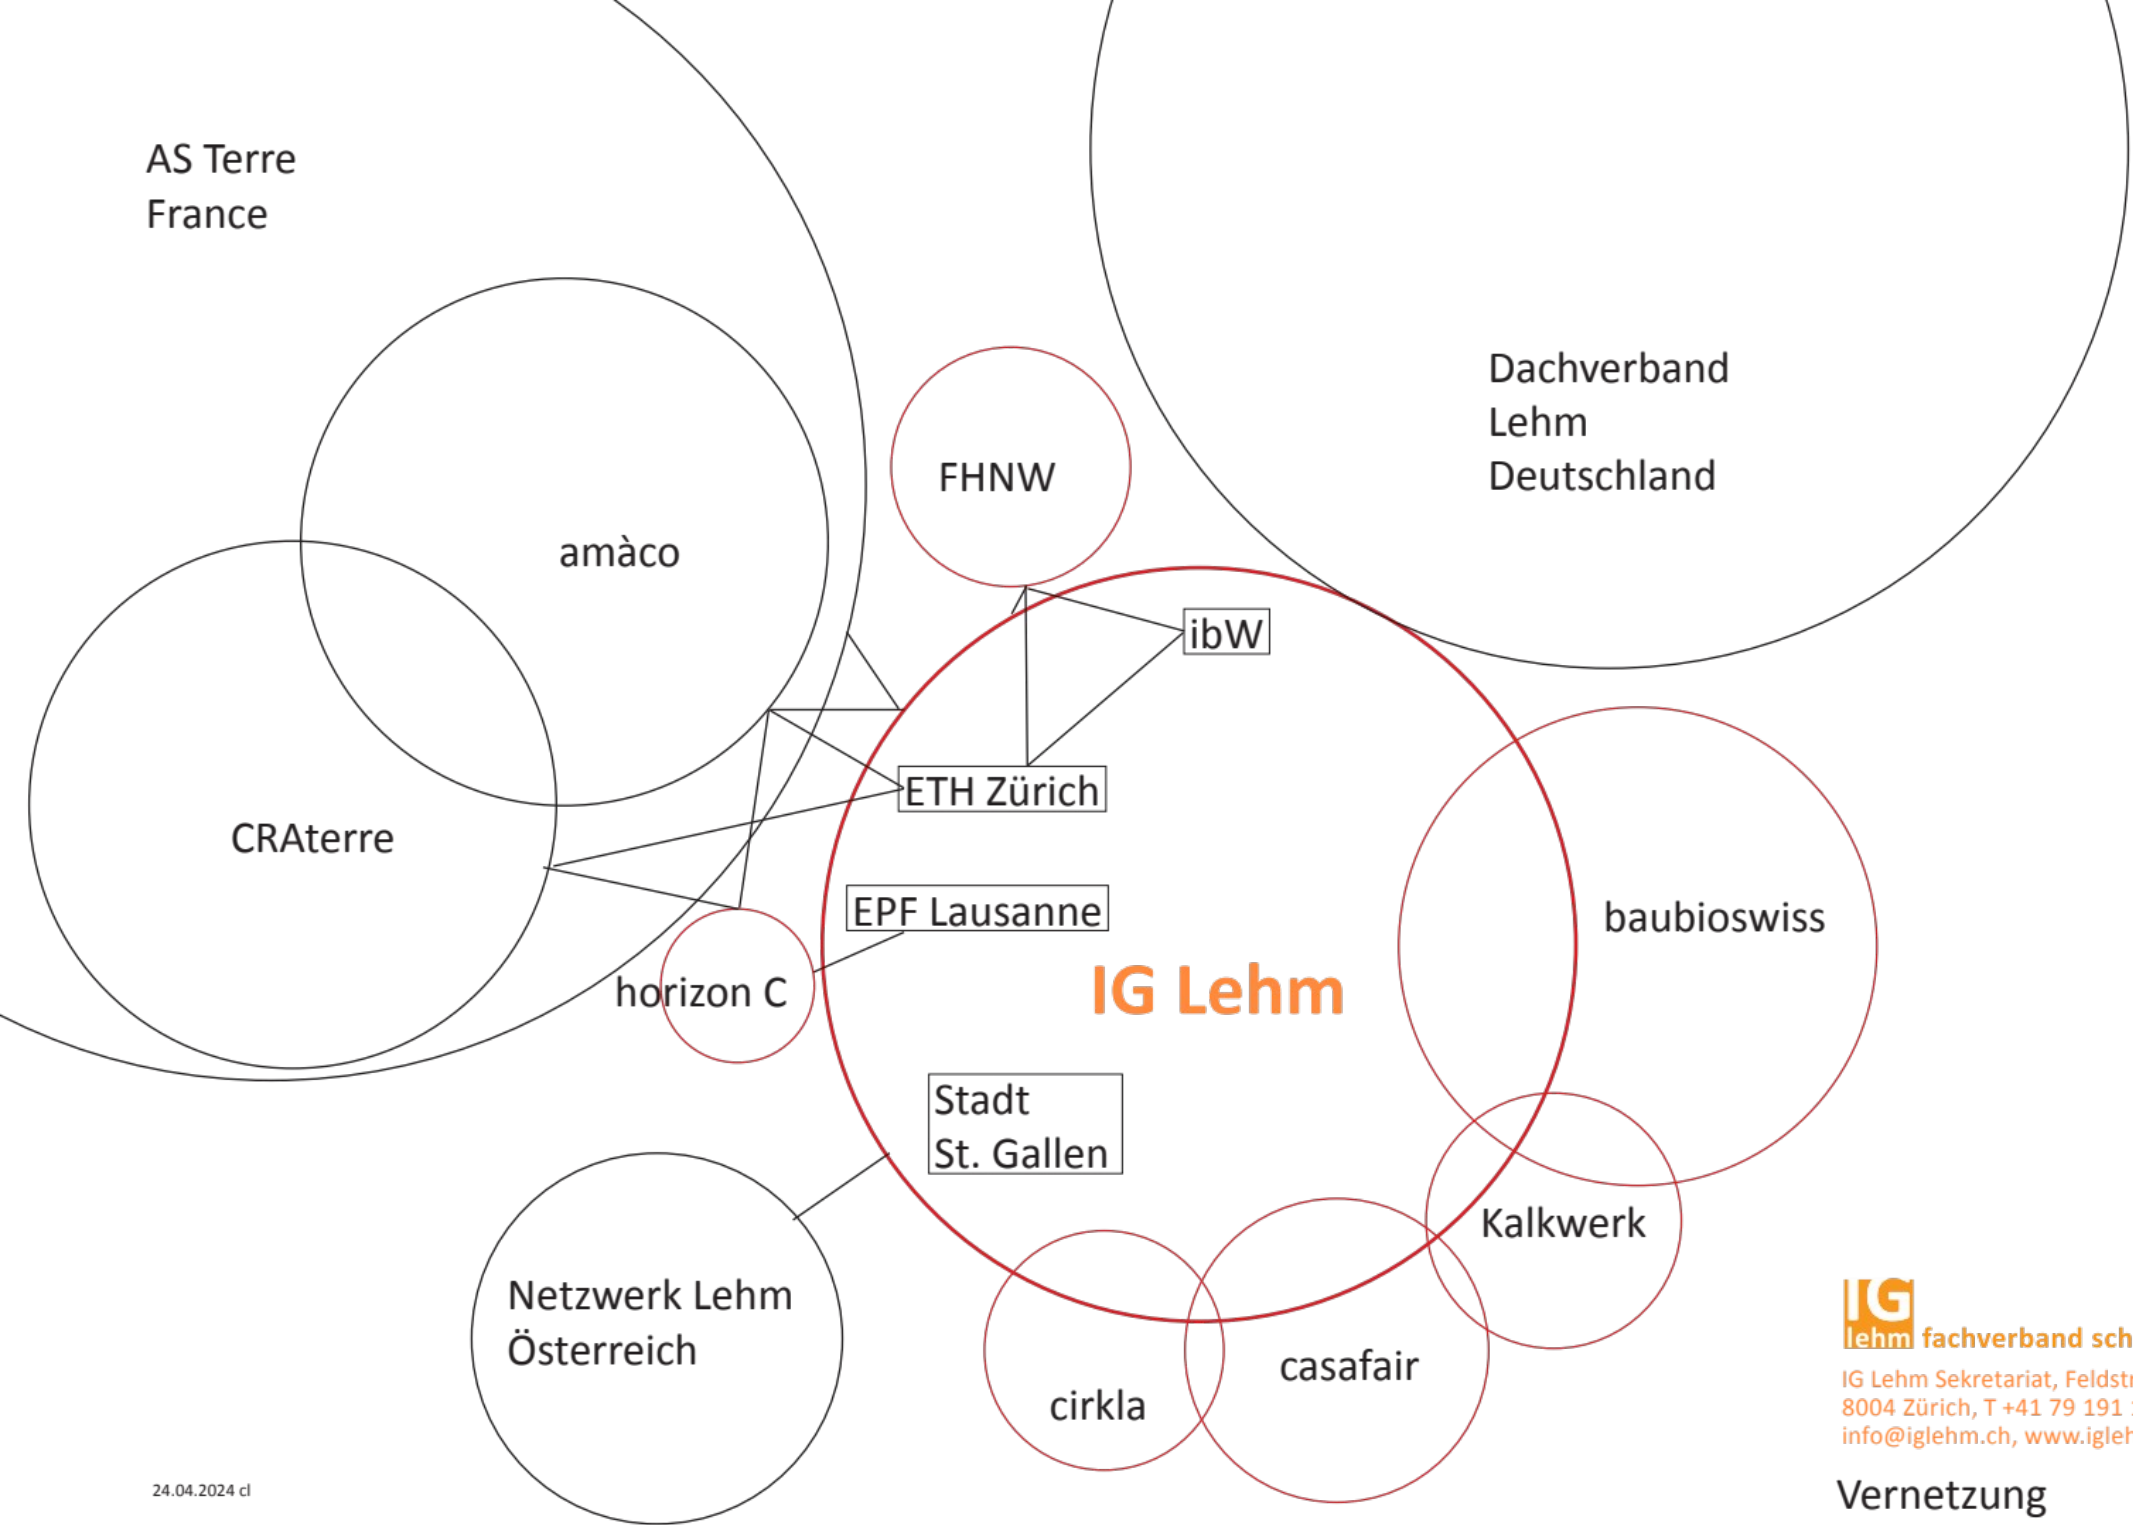 AS Terre
France
amàco
CRAterre
FHNW
Dachverband
Lehm
Deutschland
ibW
ETH Zürich
EPF Lausanne
horizon C
IG Lehm
baubioswiss
Stadt
St. Gallen
Kalkwerk
Netzwerk Lehm
Österreich
cirkla
casafair
IG
lehm fachverband sch
IG Lehm Sekretariat, Feldst
8004 Zürich, T +41 79 191
info@iglehm.ch, www.igleh
24.04.2024 cl
Vernetzung